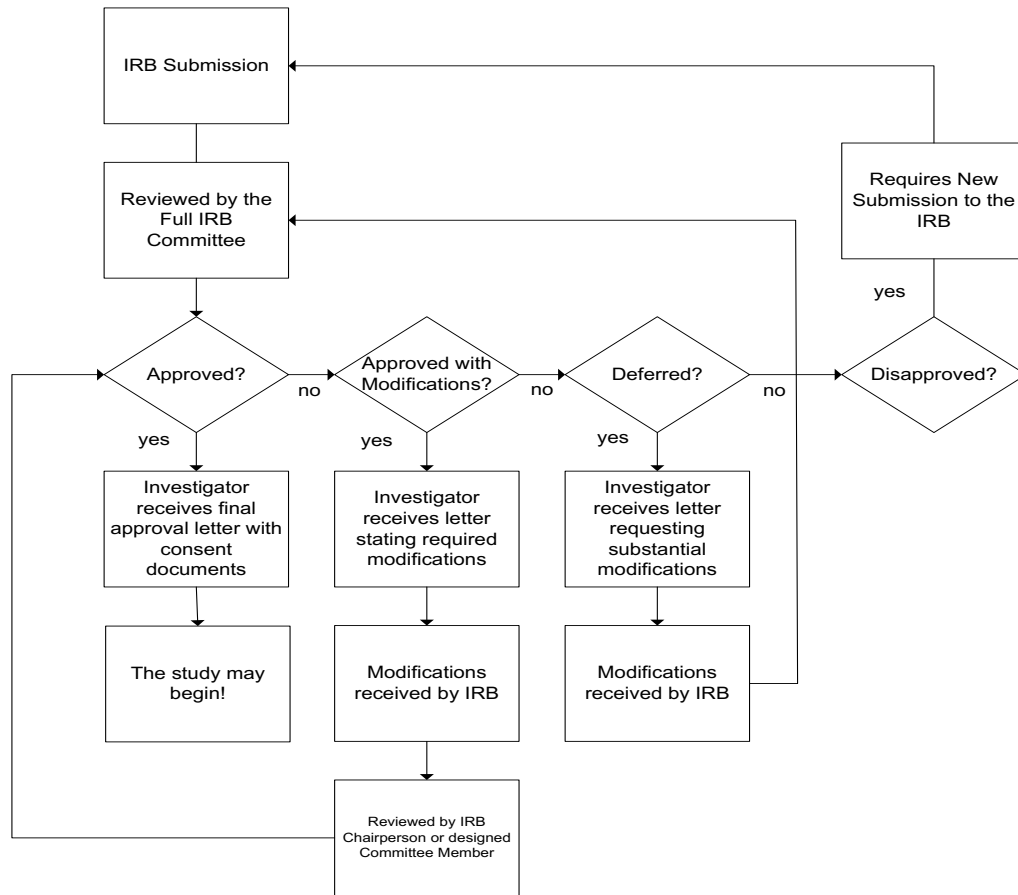 IRB Submission
Reviewed by the
Full IRB
Committee
Requires New
Submission to the
IRB
yes
Approved?
no
Approved with
Modifications?
no
Deferred?
no
Disapproved?
yes
yes
yes
Investigator
receives final
approval letter with
consent
documents
Investigator
receives letter
stating required
modifications
Investigator
receives letter
requesting
substantial
modifications
The study may
begin!
Modifications
received by IRB
Modifications
received by IRB
Reviewed by IRB
Chairperson or designed
Committee Member